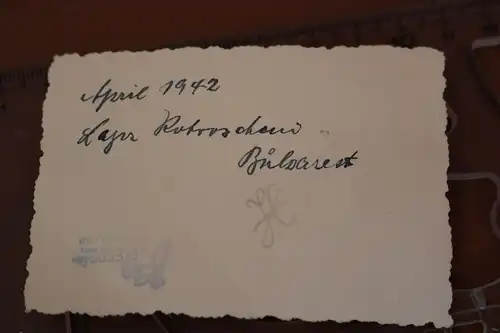 April 1942
Lager Kotroscheni
Bukarest